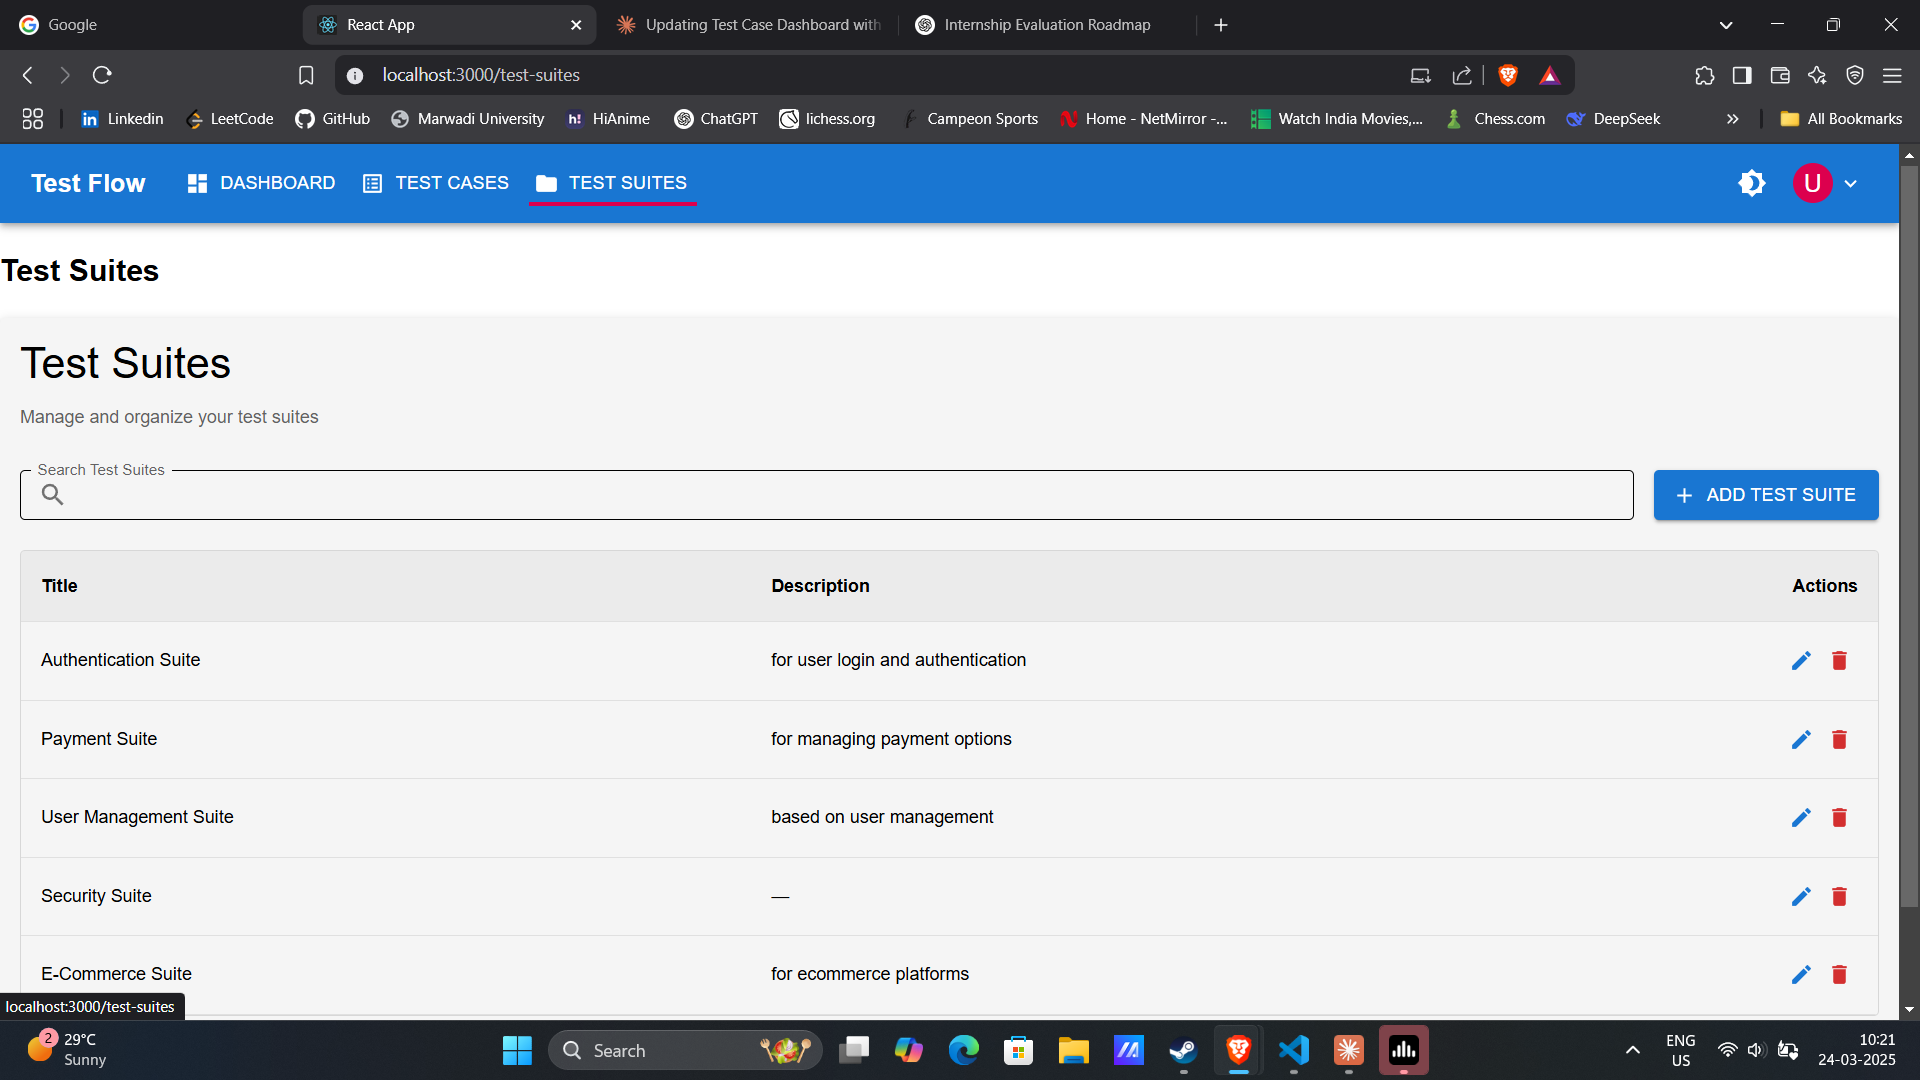 Google
React App
Updating Test Case Dashboard with
Internship Evaluation Roadmap
localhost:3000/test-suites
Linkedin
LeetCode
GitHub
Marwadi University
h! HiAnime
ChatGPT
lichess.org
Campeon Sports
Home - NetMirror -...
Watch India Movies,...
Chess.com
DeepSeek
All Bookmarks
Test Flow
DASHBOARD
TEST CASES
TEST SUITES
U
Test Suites
Test Suites
Manage and organize your test suites
Search Test Suites
+ ADD TEST SUITE
Title Description Actions
Authentication Suite for user login and authentication
Payment Suite for managing payment options
User Management Suite based on user management
Security Suite —
E-Commerce Suite for ecommerce platforms
localhost:3000/test-suites
2
29°C
Sunny
Search
ENG
US
10:21
24-03-2025